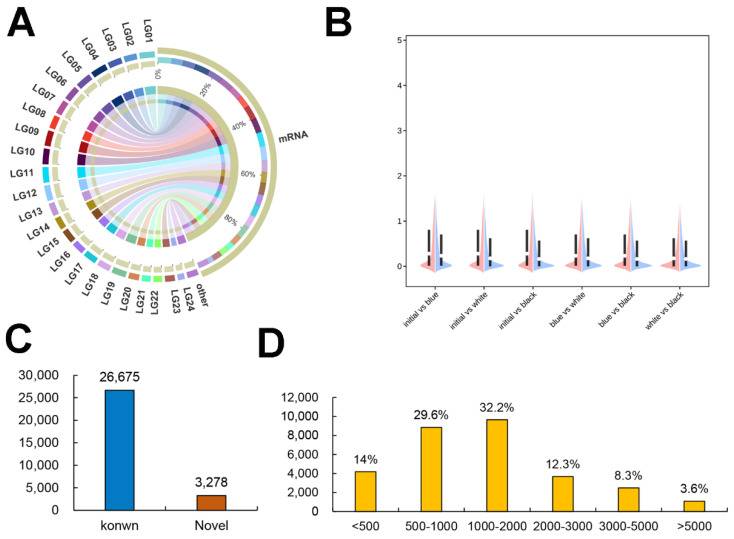 A
LG01
LG02
LG03
LG04
LG05
LG06
LG07
LG08
LG09
LG10
LG11
LG12
LG13
LG14
LG15
LG16
LG17
LG18
LG19
LG20
LG21
LG22
LG23
LG24
other
mRNA
0%
20%
40%
60%
80%
B
5
4
3
2
1
0
initial vs blue
initial vs white
initial vs black
blue vs white
blue vs black
white vs black
C
30,000
25,000
20,000
15,000
10,000
5,000
0
26,675
3,278
konwn
Novel
D
12,000
10,000
8,000
6,000
4,000
2,000
0
14%
29.6%
32.2%
12.3%
8.3%
3.6%
<500
500-1000
1000-2000
2000-3000
3000-5000
>5000